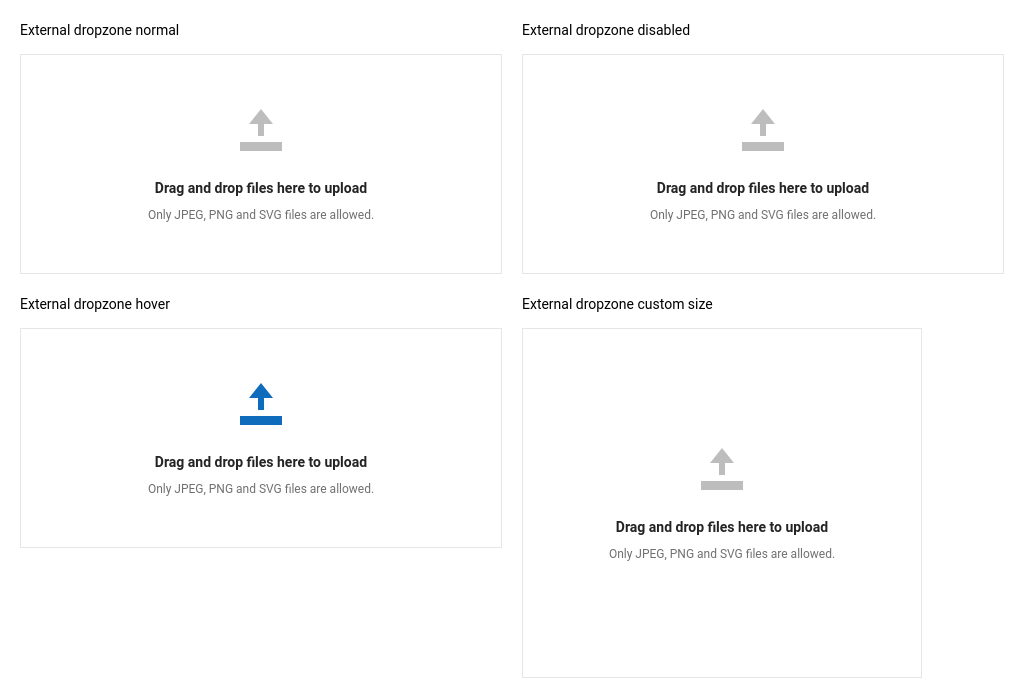 External dropzone normal
Drag and drop files here to upload
Only JPEG, PNG and SVG files are allowed.
External dropzone disabled
Drag and drop files here to upload
Only JPEG, PNG and SVG files are allowed.
External dropzone hover
Drag and drop files here to upload
Only JPEG, PNG and SVG files are allowed.
External dropzone custom size
Drag and drop files here to upload
Only JPEG, PNG and SVG files are allowed.